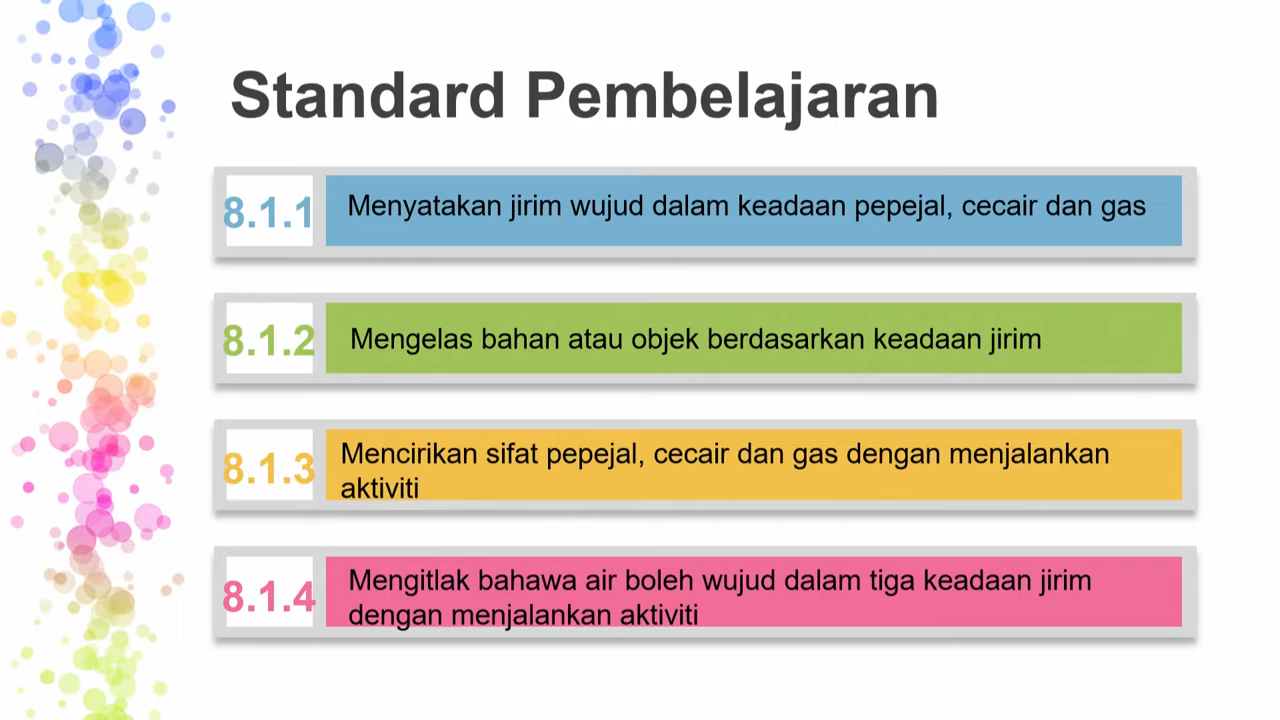 Standard Pembelajaran
8.1.1 Menyatakan jirim wujud dalam keadaan pepejal, cecair dan gas
8.1.2 Mengelas bahan atau objek berdasarkan keadaan jirim
8.1.3 Mencirikan sifat pepejal, cecair dan gas dengan menjalankan
aktiviti
8.1.4 Mengitlak bahawa air boleh wujud dalam tiga keadaan jirim
dengan menjalankan aktiviti